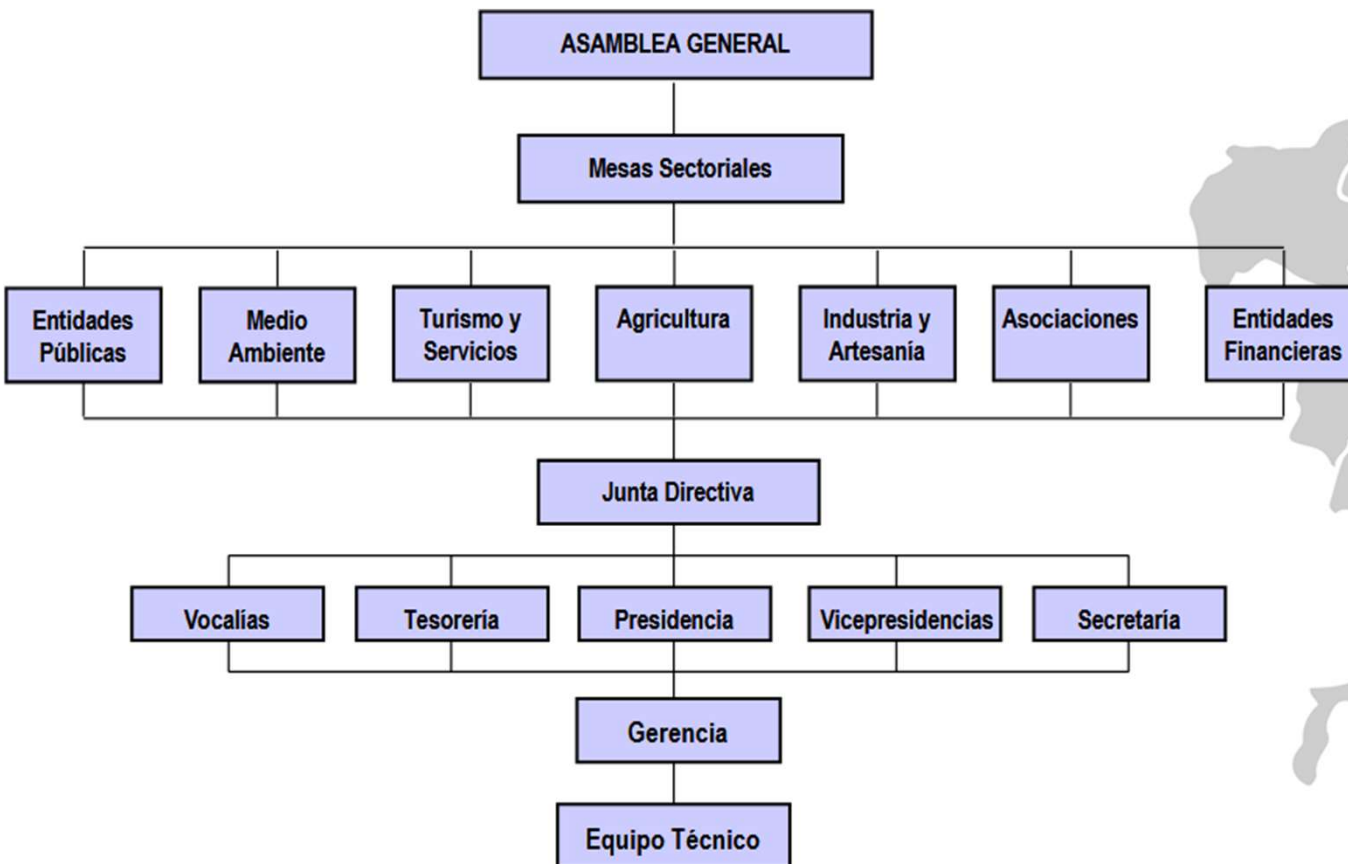 ASAMBLEA GENERAL
Mesas Sectoriales
Entidades
Públicas
Medio
Ambiente
Turismo y
Servicios
Agricultura
Industria y
Artesanía
Asociaciones
Entidades
Financieras
Junta Directiva
Vocalías
Tesorería
Presidencia
Vicepresidencias
Secretaría
Gerencia
Equipo Técnico